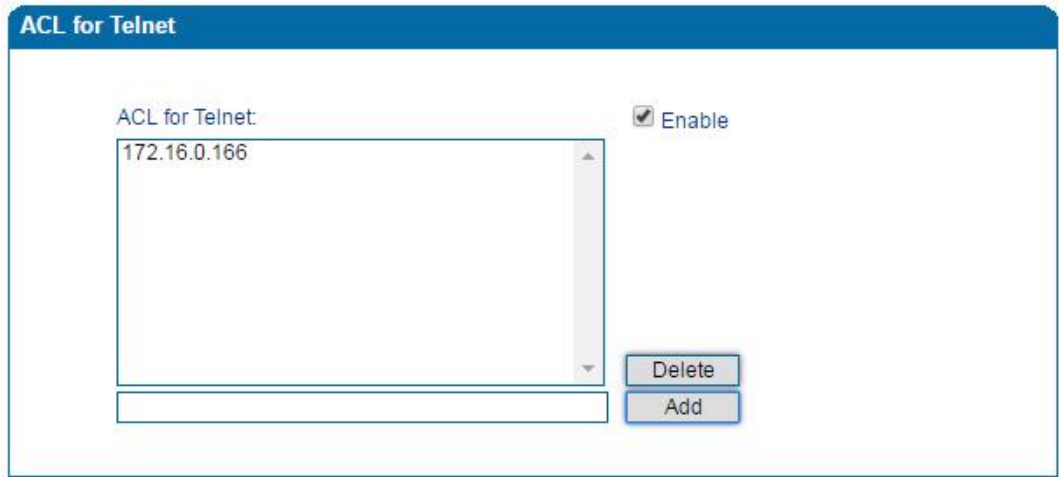 ACL for Telnet
ACL for Telnet:
Enable
172.16.0.166
Delete
Add